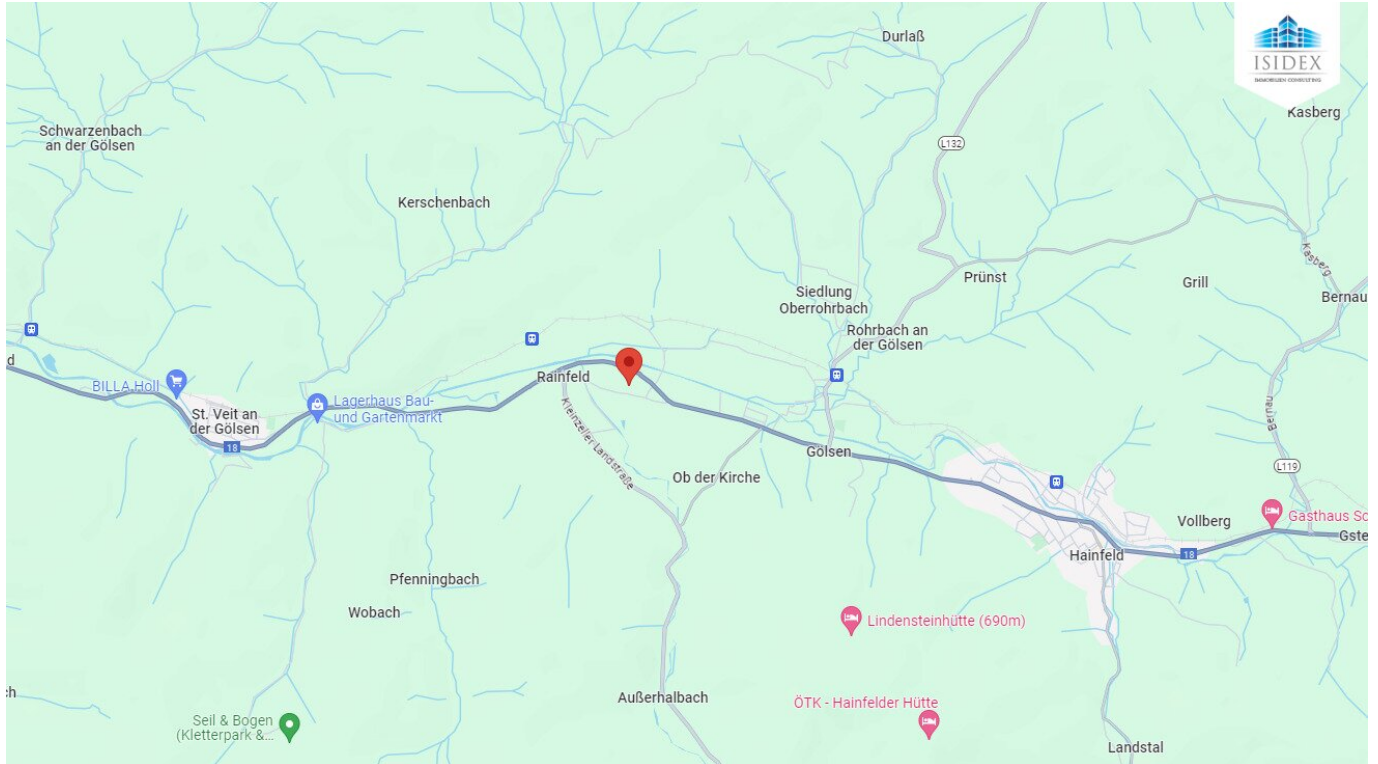 Durlaß
ISIDEX
IMMOBILIEN CONSULTING
Kasberg
Schwarzenbach
an der Gölsen
L132
Kerschenbach
Kasberg
Prünst
Grill
Siedlung
Oberrohrbach
Bernau
Rohrbach an
der Gölsen
d
Rainfeld
BILLA Holl
Lagerhaus Bau-
und Gartenmarkt
St. Veit an
der Gölsen
18
Kleinzeller Landstraße
Bernau
Gölsen
Ob der Kirche
L119
Vollberg
Gasthaus Sc
Gste
18
Hainfeld
Pfenningbach
Wobach
Lindensteinhütte (690m)
ch
Außerhalbach
ÖTK - Hainfelder Hütte
Seil & Bogen
(Kletterpark &...
Landstal